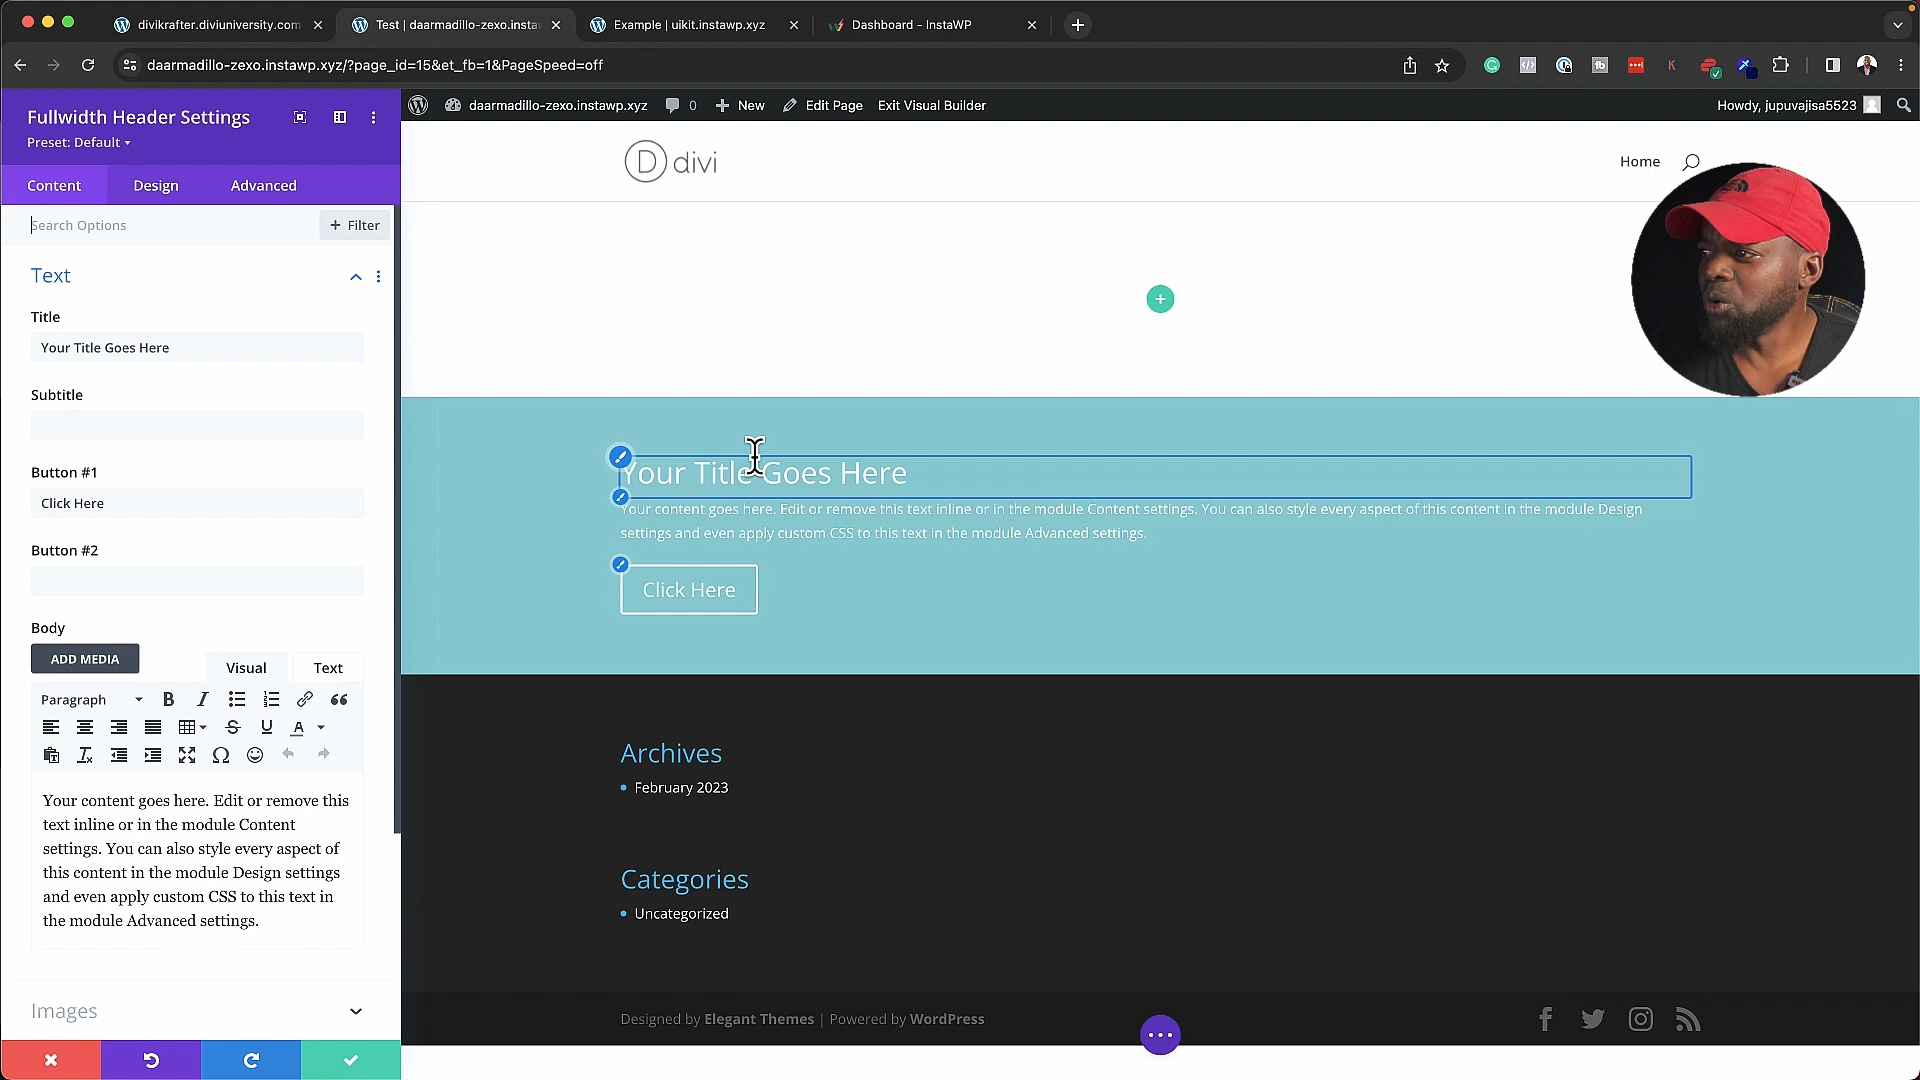 divikrafter.diviuniversity.com
Test | daarmadillo-zexo.insta
Example | uikit.instawp.xyz
Dashboard - InstaWP
daarmadillo-zexo.instawp.xyz/?page_id=15&et_fb=1&PageSpeed=off
Fullwidth Header Settings
Preset: Default
daarmadillo-zexo.instawp.xyz
0
New
Edit Page
Exit Visual Builder
Howdy, jupuvajisa5523
Content
Design
Advanced
D divi
Home
Search Options
Filter
Text
Title
Your Title Goes Here
Subtitle
Button #1
Click Here
Button #2
Body
ADD MEDIA
Visual
Text
Paragraph
Your content goes here. Edit or remove this
text inline or in the module Content
settings. You can also style every aspect of
this content in the module Design settings
and even apply custom CSS to this text in
the module Advanced settings.
Images
Your Title Goes Here
Your content goes here. Edit or remove this text inline or in the module Content settings. You can also style every aspect of this content in the module Design
settings and even apply custom CSS to this text in the module Advanced settings.
Click Here
Archives
February 2023
Categories
Uncategorized
Designed by Elegant Themes | Powered by WordPress